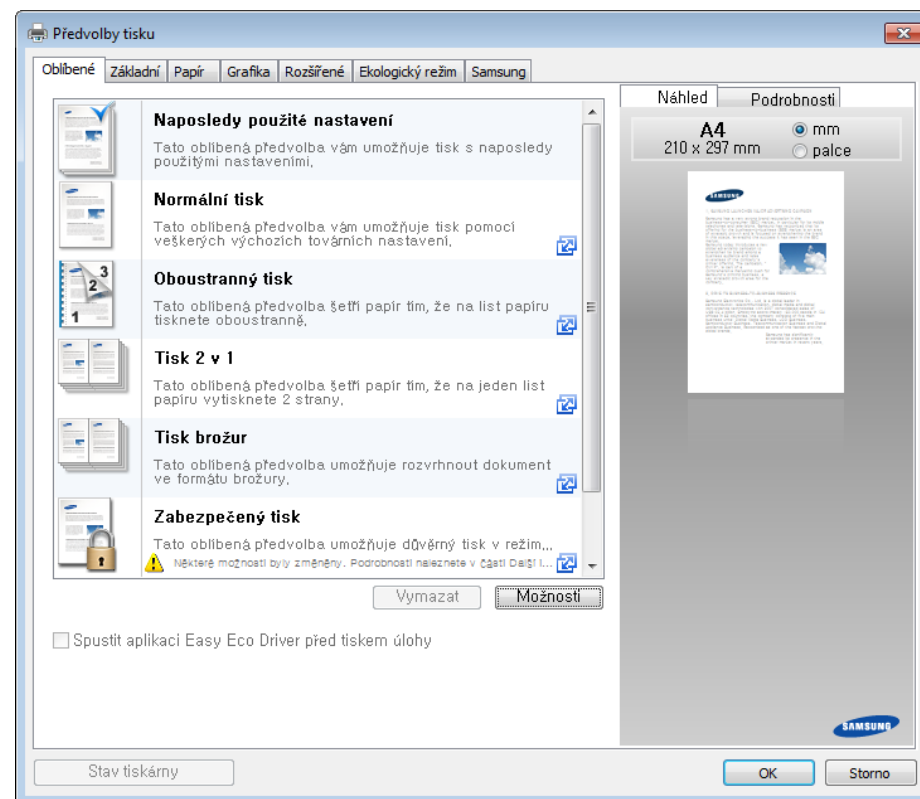 Předvolby tisku
Oblíbené Základní Papír Grafika Rozšířené Ekologický režim Samsung
Naposledy použité nastavení
Tato oblíbená předvolba vám umožňuje tisk s naposledy
použitými nastaveními.
Normální tisk
Tato oblíbená předvolba vám umožňuje tisk pomocí
veškerých výchozích továrních nastavení.
Oboustranný tisk
Tato oblíbená předvolba šetří papír tím, že na list papíru
tisknete oboustranně.
Tisk 2 v 1
Tato oblíbená předvolba šetří papír tím, že na jeden list
papíru vytisknete 2 strany.
Tisk brožur
Tato oblíbená předvolba umožňuje rozvrhnout dokument
ve formátu brožury.
Zabezpečený tisk
Tato oblíbená předvolba umožňuje důvěrný tisk v režim...
Některé možnosti byly změněny. Podrobnosti naleznete v části Další i...
Vymazat Možnosti
Spustit aplikaci Easy Eco Driver před tiskem úlohy
Stav tiskárny
Náhled Podrobnosti
A4
210 x 297 mm
mm
palce
SAMSUNG
SAMSUNG
OK Storno